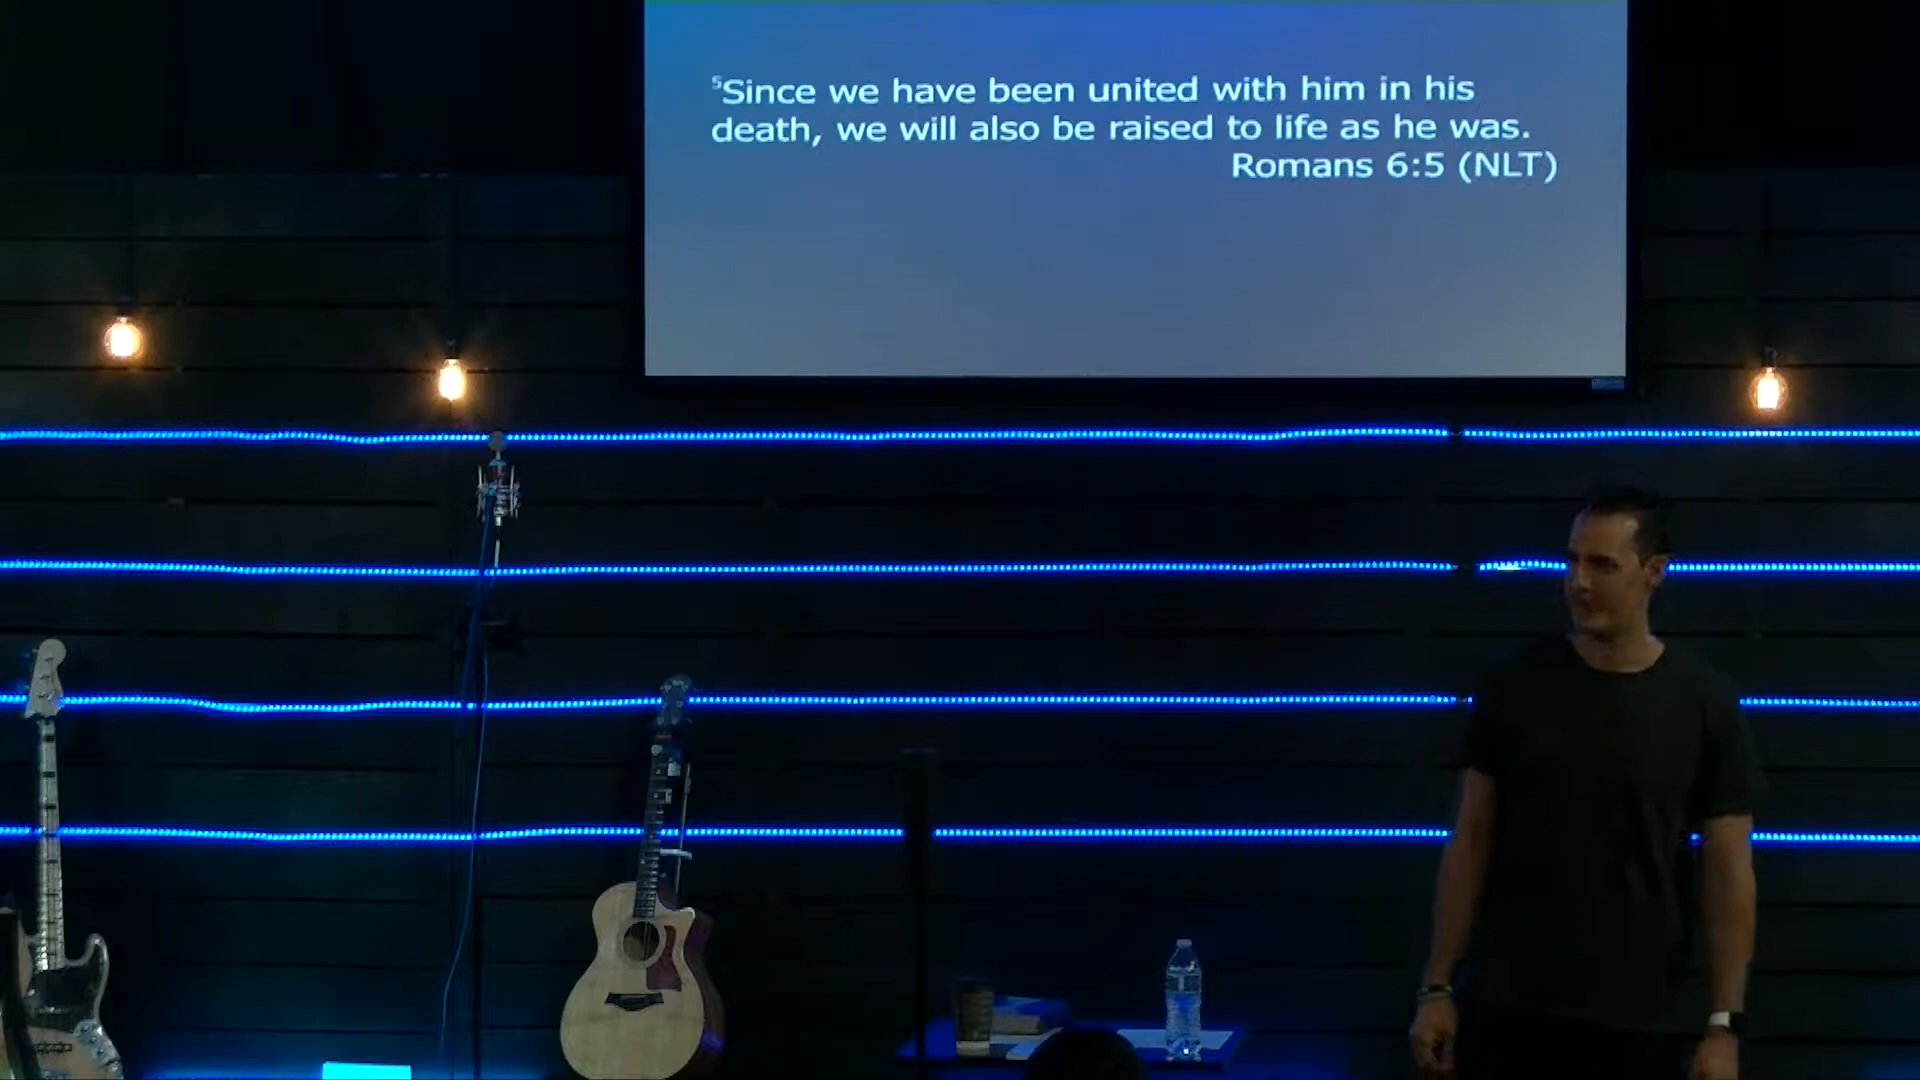 ⁵Since we have been united with him in his
death, we will also be raised to life as he was.
Romans 6:5 (NLT)